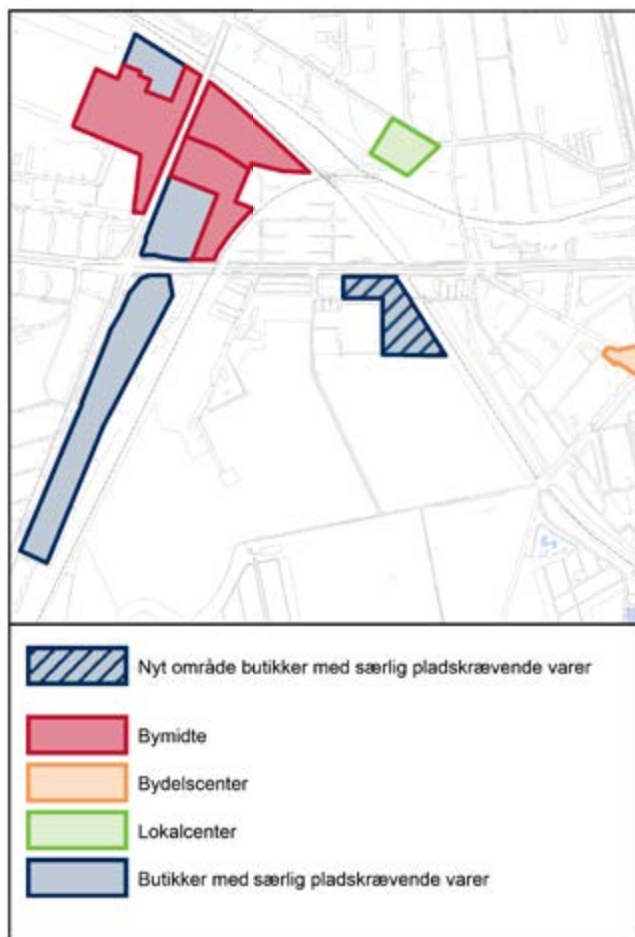 Nyt område butikker med særlig pladskrævende varer
Bymidte
Bydelscenter
Lokalcenter
Butikker med særlig pladskrævende varer